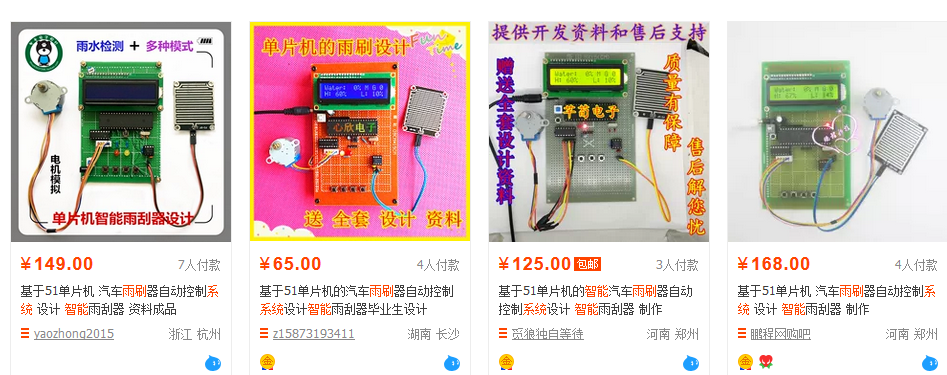 雨水检测 + 多种模式
电机模拟
单片机智能雨刮器设计
¥149.00
7人付款
基于51单片机 汽车雨刷器自动控制系
统 设计 智能雨刮器 资料成品
yaozhong2015
浙江 杭州
单片机的雨刷设计
Fun Time
Water: 0% M G 0
H: 60% L: 10%
心欣电子
送 全套 设计 资料
¥65.00
4人付款
基于51单片机的汽车雨刷器自动控制
系统设计智能雨刮器毕业生设计
z15873193411
湖南 长沙
金
提供开发资料和售后支持
赠送全套设计资料
质量有保障
售后解您忧
Water: 0% M G 0
H: 60% L: 10%
¥125.00
包邮
3人付款
基于51单片机的智能汽车雨刷器自动
控制系统设计智能雨刮器 制作
觅狼独自等待
河南 郑州
金
¥168.00
4人付款
基于51单片机 汽车雨刷器自动控制系
统 设计 智能雨刮器 制作
鹏程网购吧
河南 郑州
金